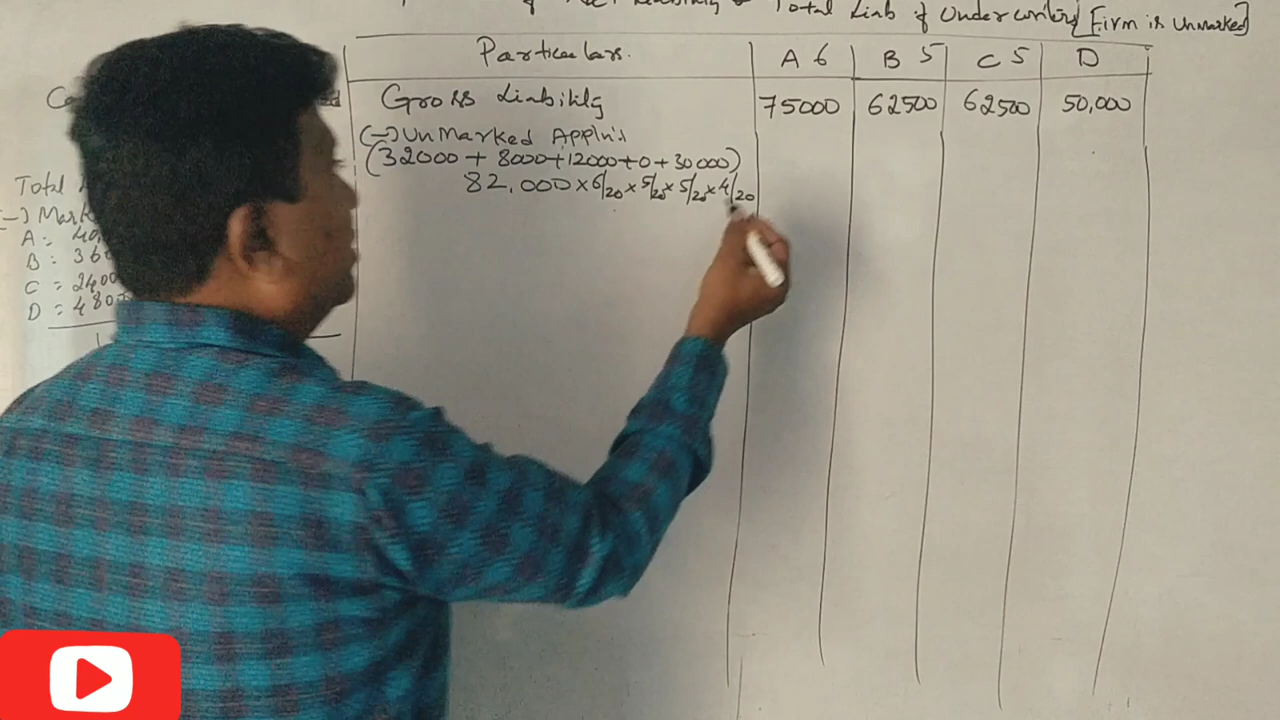 Total Liab of Underwriters [Firm is Unmarked]
Particulars. A 6 B 5 C 5 D
Gross Liability 75000 62500 62500 50,000
(-) UnMarked Appln's
(32000 + 8000+12000+0+30000)
82,000 × 6/20 × 5/20 × 5/20 × 4/20
Total
(-) Mark
A =
B =
C =
D =